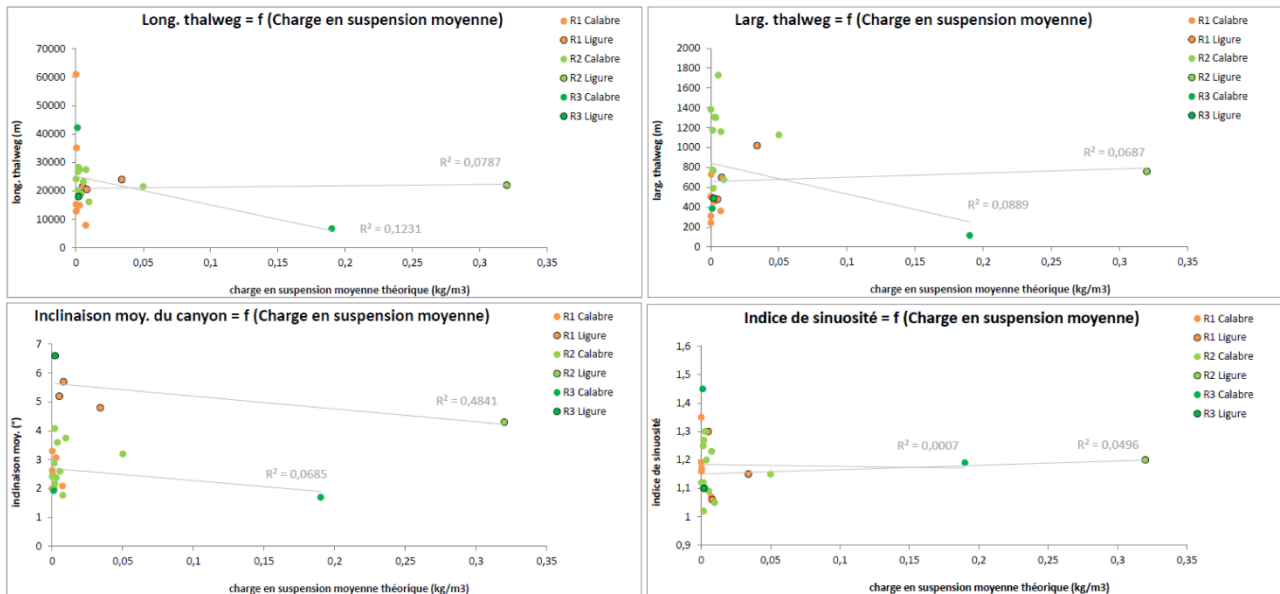 Long. thalweg = f (Charge en suspension moyenne)
R1 Calabre
R1 Ligure
R2 Calabre
R2 Ligure
R3 Calabre
R3 Ligure
70000
60000
50000
40000
30000
20000
10000
0
long. thalweg (m)
R² = 0,0787
R² = 0,1231
0
0,05
0,1
0,15
0,2
0,25
0,3
0,35
charge en suspension moyenne théorique (kg/m3)
Larg. thalweg = f (Charge en suspension moyenne)
R1 Calabre
R1 Ligure
R2 Calabre
R2 Ligure
R3 Calabre
R3 Ligure
2000
1800
1600
1400
1200
1000
800
600
400
200
0
larg. thalweg (m)
R² = 0,0687
R² = 0,0889
0
0,05
0,1
0,15
0,2
0,25
0,3
0,35
charge en suspension moyenne théorique (kg/m3)
Inclinaison moy. du canyon = f (Charge en suspension moyenne)
R1 Calabre
R1 Ligure
R2 Calabre
R2 Ligure
R3 Calabre
R3 Ligure
7
6
5
4
3
2
1
0
inclinaison moy. (°)
R² = 0,4841
R² = 0,0685
0
0,05
0,1
0,15
0,2
0,25
0,3
0,35
charge en suspension moyenne théorique (kg/m3)
Indice de sinuosité = f (Charge en suspension moyenne)
R1 Calabre
R1 Ligure
R2 Calabre
R2 Ligure
R3 Calabre
R3 Ligure
1,6
1,5
1,4
1,3
1,2
1,1
1
0,9
indice de sinuosité
R² = 0,0007
R² = 0,0496
0
0,05
0,1
0,15
0,2
0,25
0,3
0,35
charge en suspension moyenne théorique (kg/m3)